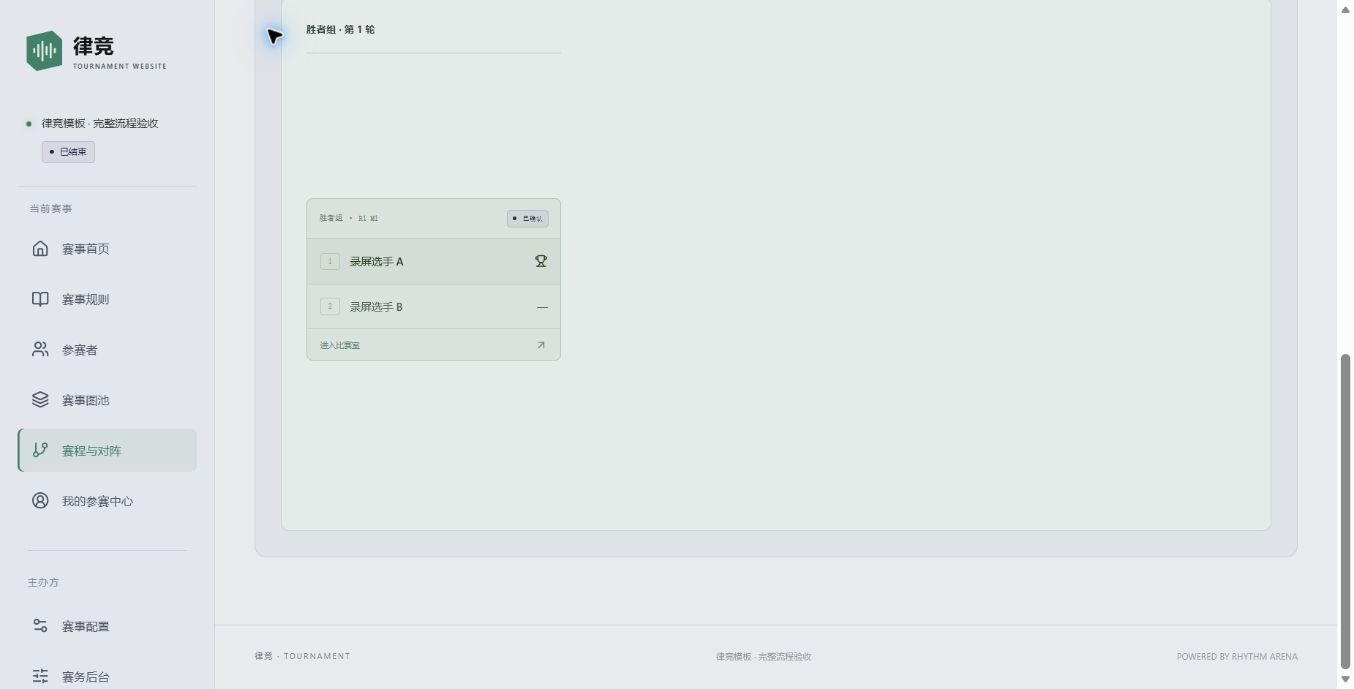 律竞
TOURNAMENT WEBSITE
律竞模板 · 完整流程验收
已结束
当前赛事
赛事首页
赛事规则
参赛者
赛事图池
赛程与对阵
我的参赛中心
主办方
赛事配置
赛务后台
胜者组 · 第 1 轮
胜者组 · R1 M1
已确认
1 录屏选手 A
2 录屏选手 B —
进入比赛室
律竞 · TOURNAMENT
律竞模板 · 完整流程验收
POWERED BY RHYTHM ARENA